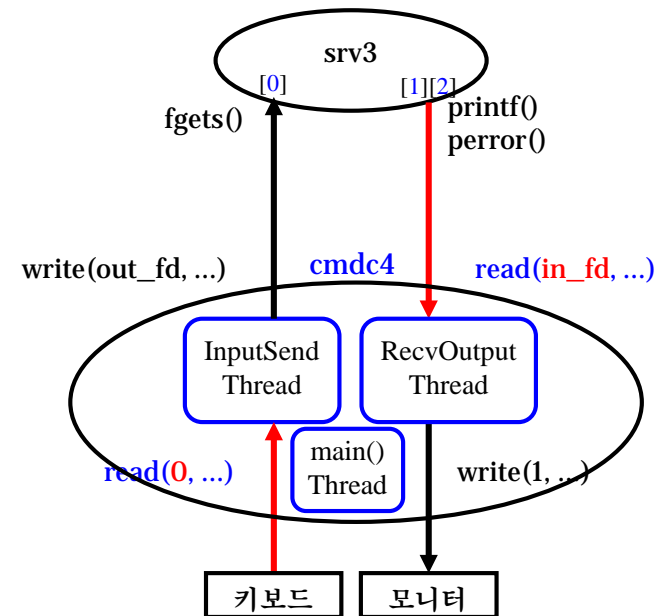 srv3
[0]
[1][2]
fgets()
printf()
perror()
write(out_fd, ...)
cmdc4
read(in_fd, ...)
InputSend
Thread
RecvOutput
Thread
main()
Thread
read(0, ...)
write(1, ...)
키보드
모니터